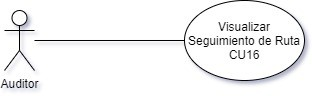 Visualizar
Seguimiento de Ruta
CU16
Auditor